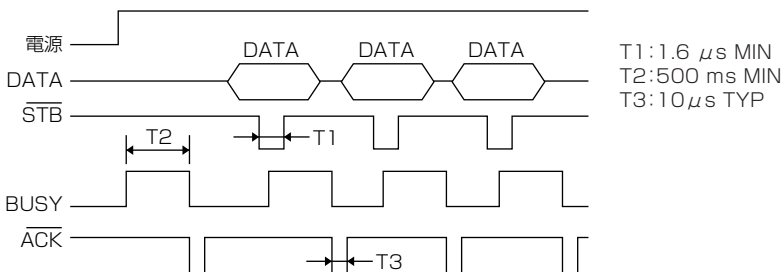 電源
DATA DATA DATA
DATA
STB
T1
T2
BUSY
ACK
T3
T1:1.6 μs MIN
T2:500 ms MIN
T3:10μs TYP